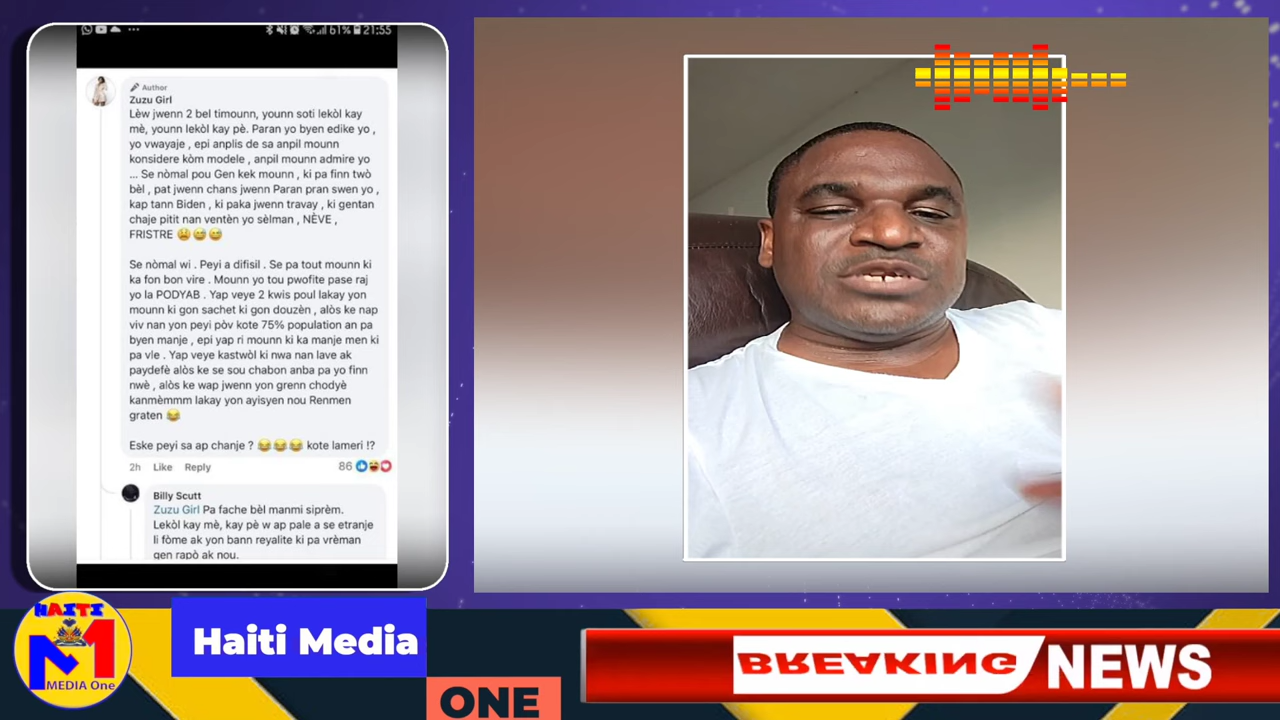 61% 21:55
Author
Zuzu Girl
Lèw jwenn 2 bel timounn, younn soti lekòl kay
mè, younn lekòl kay pè. Paran yo byen edike yo ,
yo vwayaje , epi anplis de sa anpil mounn
konsidere kòm modele , anpil mounn admire yo
... Se nòmal pou Gen kek mounn , ki pa finn twò
bèl , pat jwenn chans jwenn Paran pran swen yo ,
kap tann Biden , ki paka jwenn travay , ki gentan
chaje pitit nan ventèn yo sèlman , NÈVE ,
FRISTRE 😩😅😅
Se nòmal wi . Peyi a difisil . Se pa tout mounn ki
ka fon bon vire . Mounn yo tou pwofite pase raj
yo la PODYAB . Yap veye 2 kwis poul lakay yon
mounn ki gon sachet ki gon douzèn , alòs ke nap
viv nan yon peyi pòv kote 75% population an pa
byen manje , epi yap ri mounn ki ka manje men ki
pa vle . Yap veye kastwòl ki nwa nan lave ak
paydefè alòs ke se sou chabon anba pa yo finn
nwè , alòs ke wap jwenn yon grenn chodyè
kanmèmmm lakay yon ayisyen nou Renmen
graten 😂
Eske peyi sa ap chanje ? 😂😂😂 kote lameri !?
2h Like Reply 86
Billy Scutt
Zuzu Girl Pa fache bèl manmi siprèm.
Lekòl kay mè, kay pè w ap pale a se etranje
li fòme ak yon bann reyalite ki pa vrèman
gen rapò ak nou.
HAITI
M1
MEDIA One
Haiti Media
ONE
BREAKING NEWS